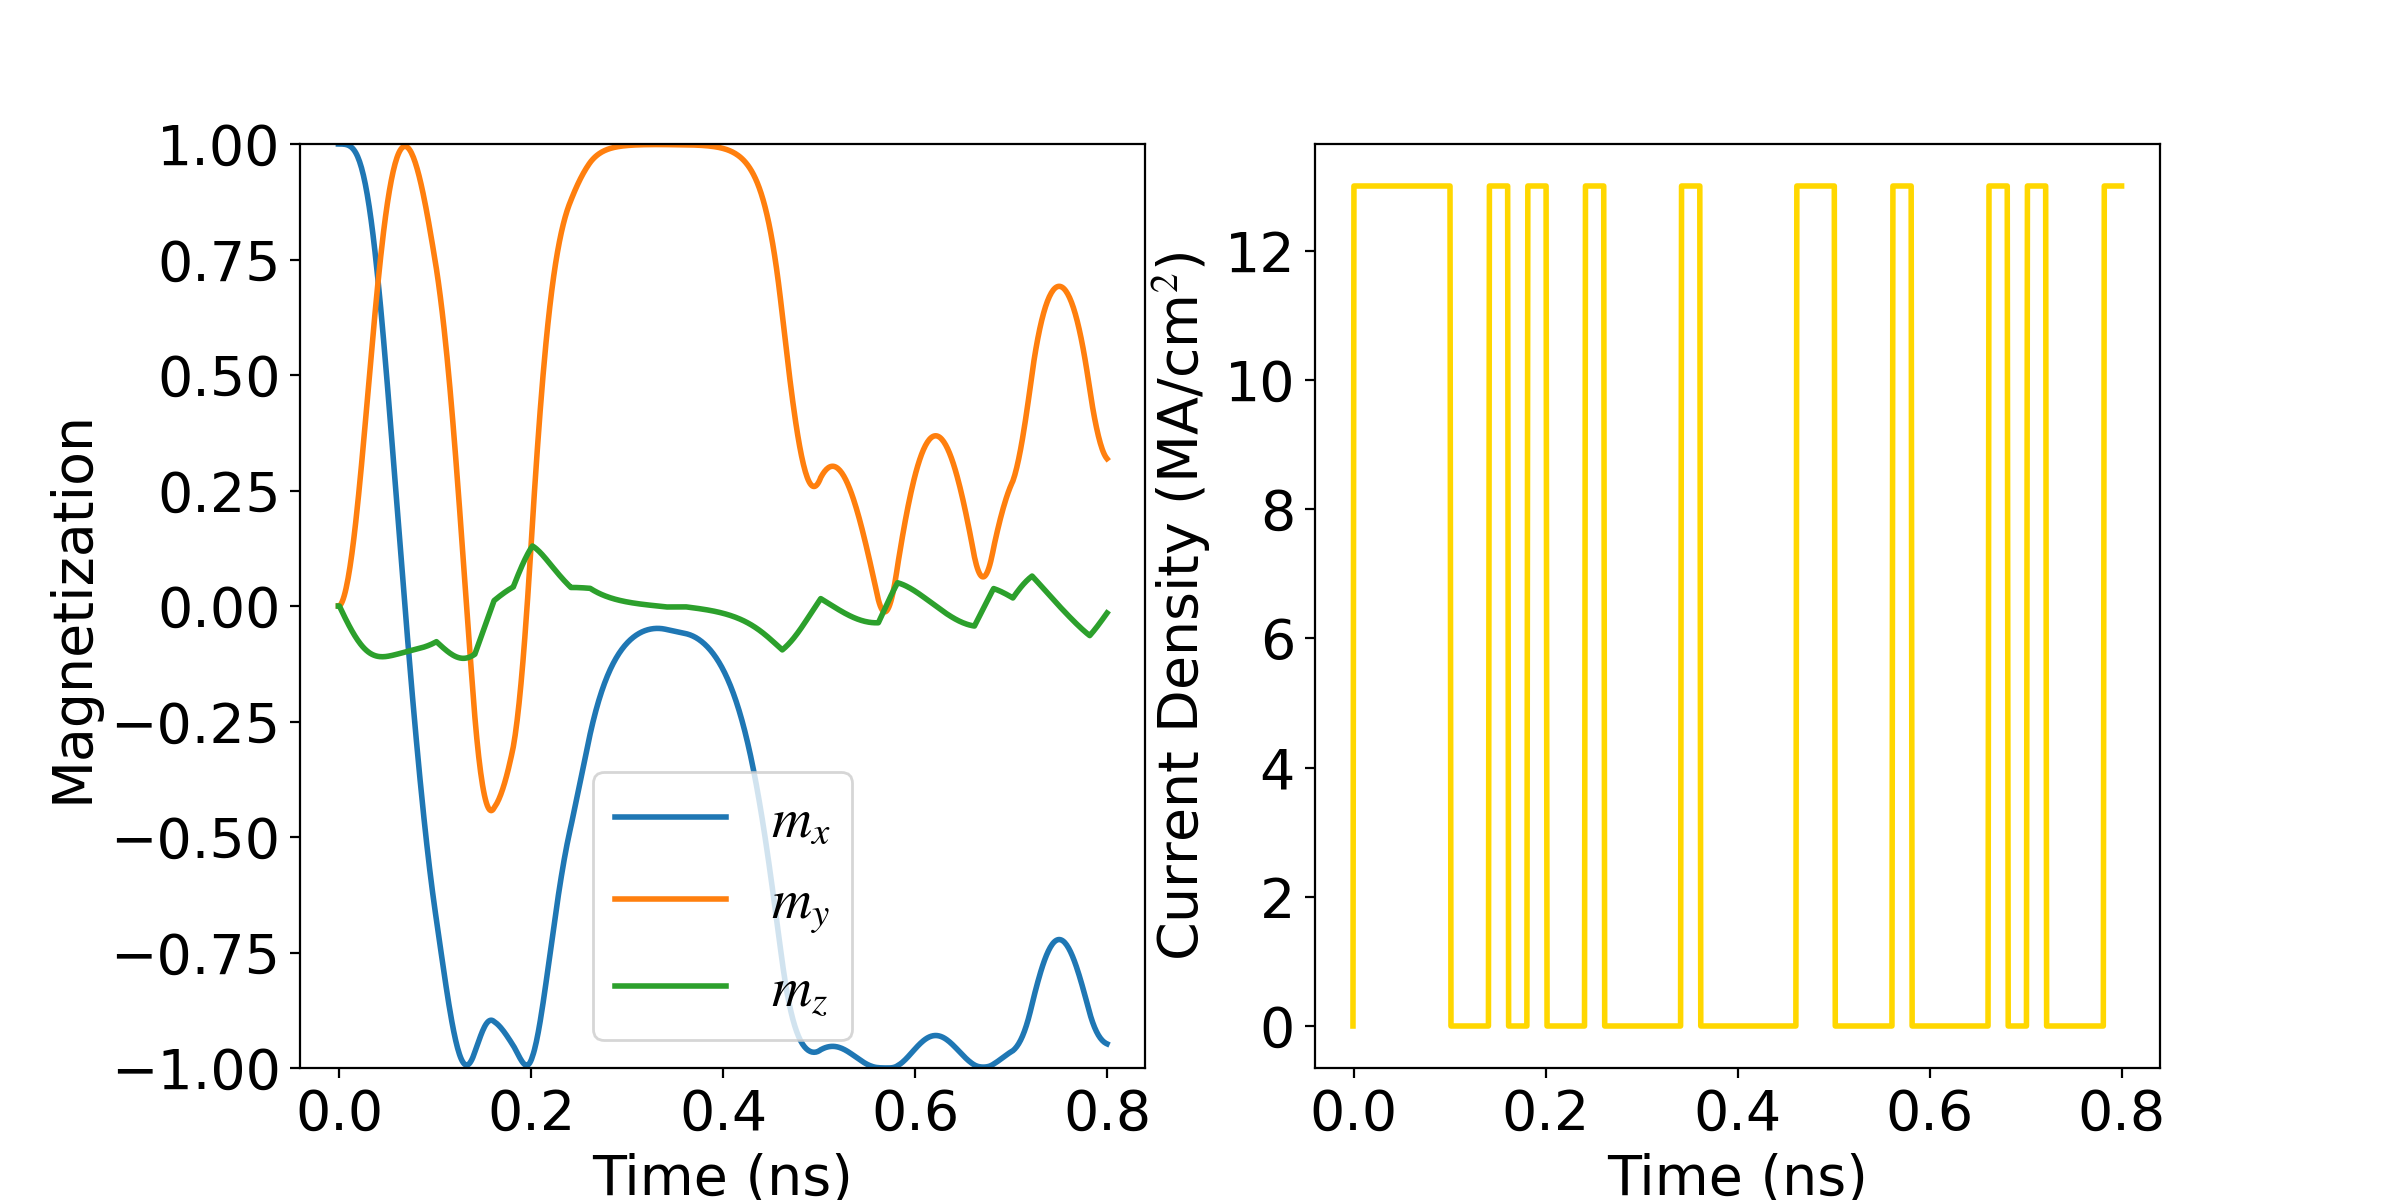 Magnetization
1.00
0.75
0.50
0.25
0.00
−0.25
−0.50
−0.75
−1.00
0.0 0.2 0.4 0.6 0.8
Time (ns)
m_x
m_y
m_z
Current Density (MA/cm²)
12
10
8
6
4
2
0
0.0 0.2 0.4 0.6 0.8
Time (ns)